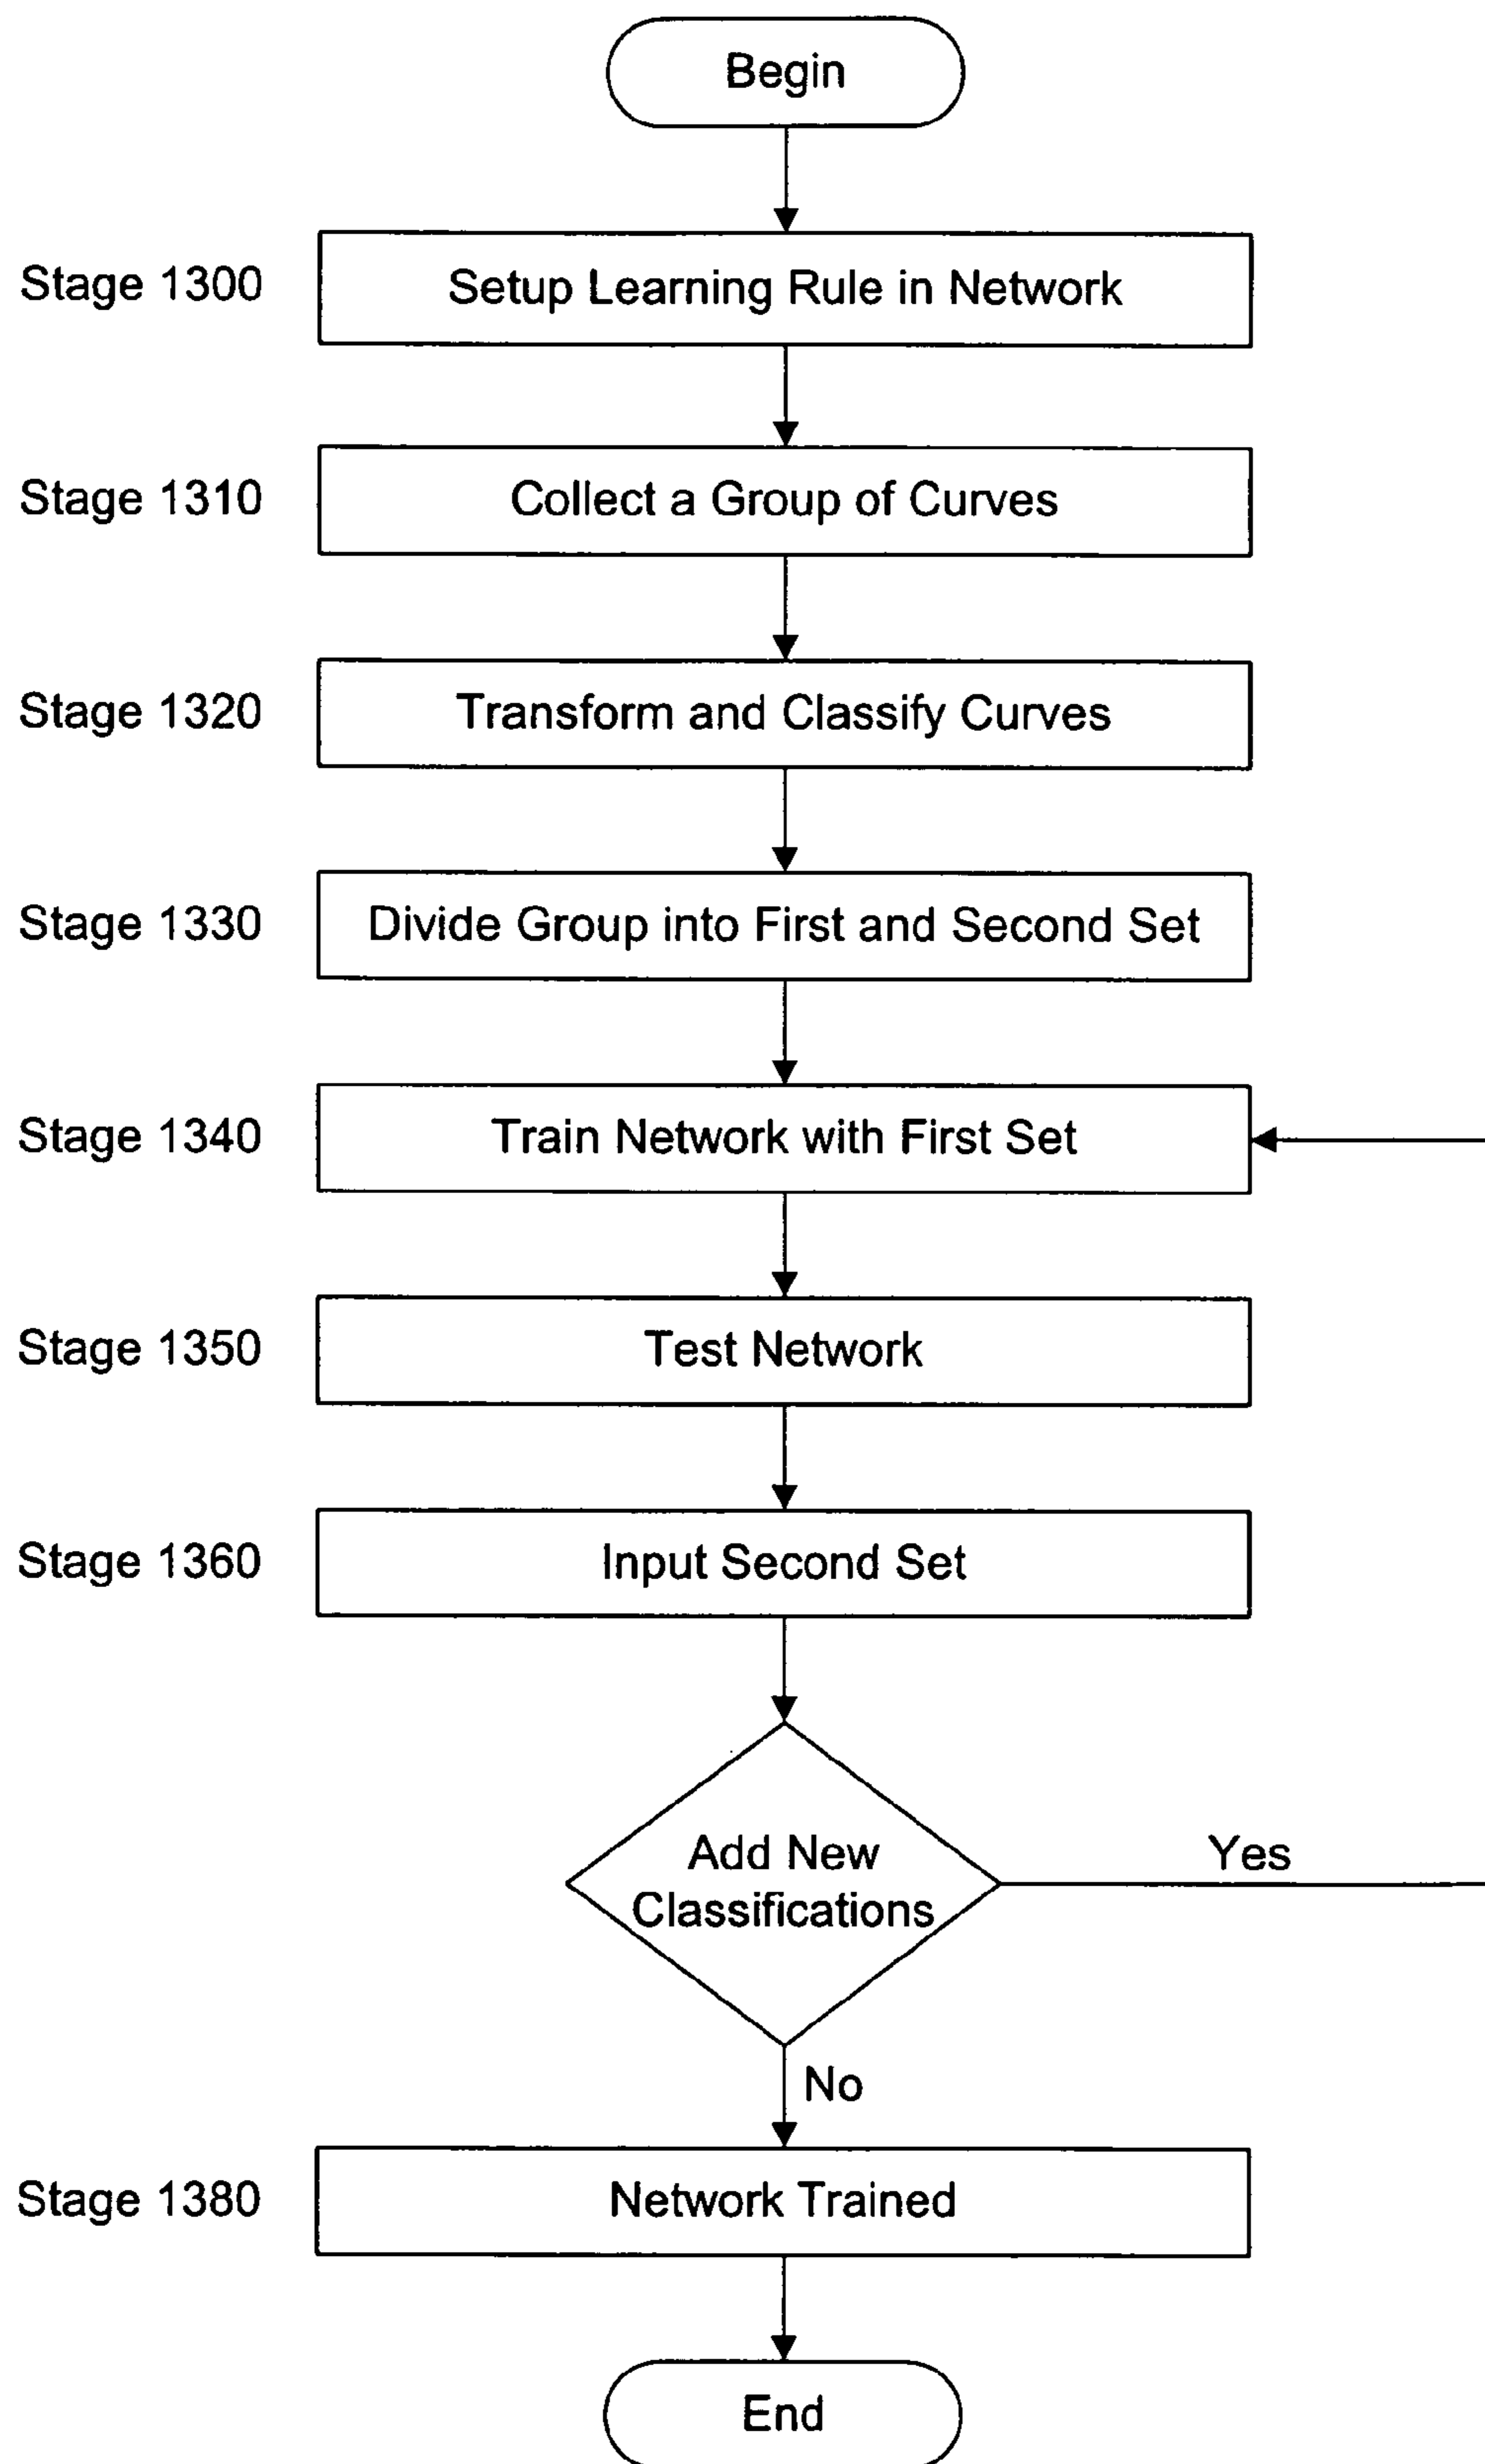 Begin
Stage 1300
Setup Learning Rule in Network
Stage 1310
Collect a Group of Curves
Stage 1320
Transform and Classify Curves
Stage 1330
Divide Group into First and Second Set
Stage 1340
Train Network with First Set
Stage 1350
Test Network
Stage 1360
Input Second Set
Add New
Classifications
Yes
No
Stage 1380
Network Trained
End